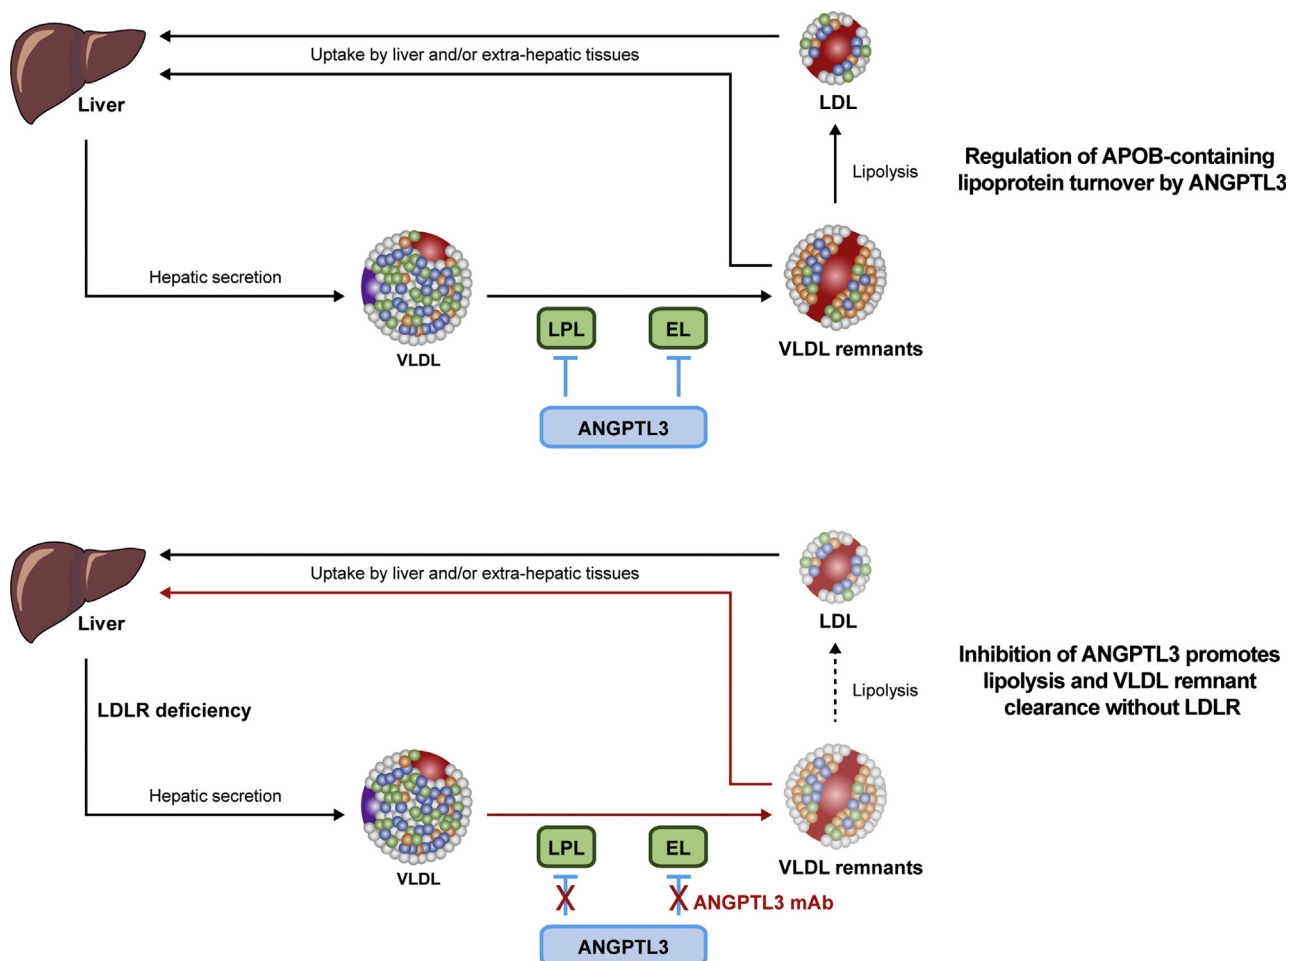 Liver
Uptake by liver and/or extra-hepatic tissues
LDL
Lipolysis
Regulation of APOB-containing
lipoprotein turnover by ANGPTL3
Hepatic secretion
VLDL
LPL
EL
VLDL remnants
ANGPTL3
Liver
Uptake by liver and/or extra-hepatic tissues
LDL
Lipolysis
Inhibition of ANGPTL3 promotes
lipolysis and VLDL remnant
clearance without LDLR
LDLR deficiency
Hepatic secretion
VLDL
LPL
EL
VLDL remnants
X
X
ANGPTL3 mAb
ANGPTL3